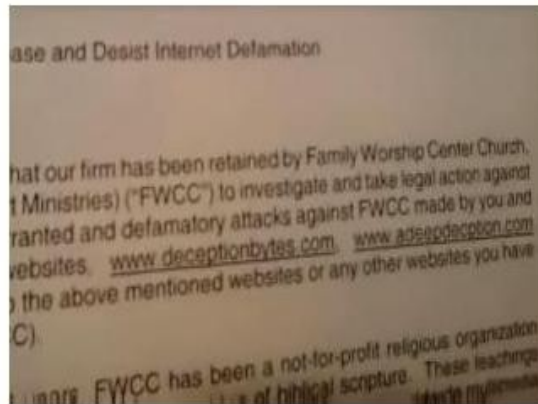 ase and Desist Internet Defamation
hat our firm has been retained by Family Worship Center Church,
t Ministries) ("FWCC") to investigate and take legal action against
ranted and defamatory attacks against FWCC made by you and
websites, www.deceptionbytes.com, www.adeepdecption.com
the above mentioned websites or any other websites you have
C).
years, FWCC has been a not-for-profit religious organization
of biblical scripture. These teachings